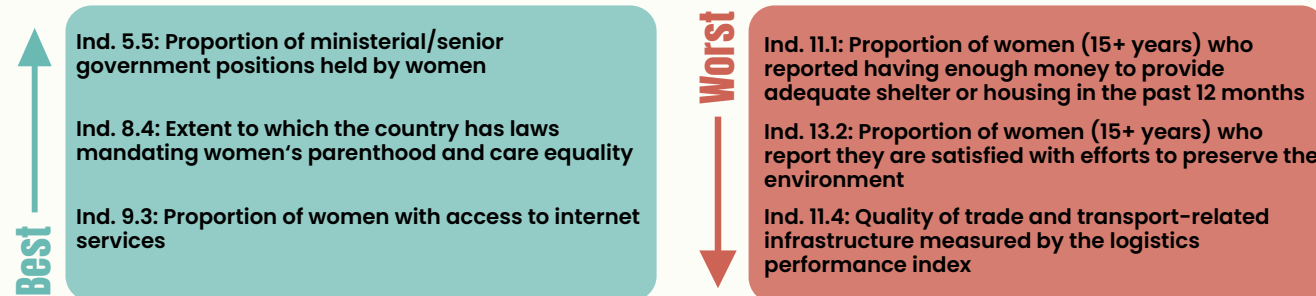 Best
Ind. 5.5: Proportion of ministerial/senior
government positions held by women
Ind. 8.4: Extent to which the country has laws
mandating women‘s parenthood and care equality
Ind. 9.3: Proportion of women with access to internet
services
Worst
Ind. 11.1: Proportion of women (15+ years) who
reported having enough money to provide
adequate shelter or housing in the past 12 months
Ind. 13.2: Proportion of women (15+ years) who
report they are satisfied with efforts to preserve the
environment
Ind. 11.4: Quality of trade and transport-related
infrastructure measured by the logistics
performance index